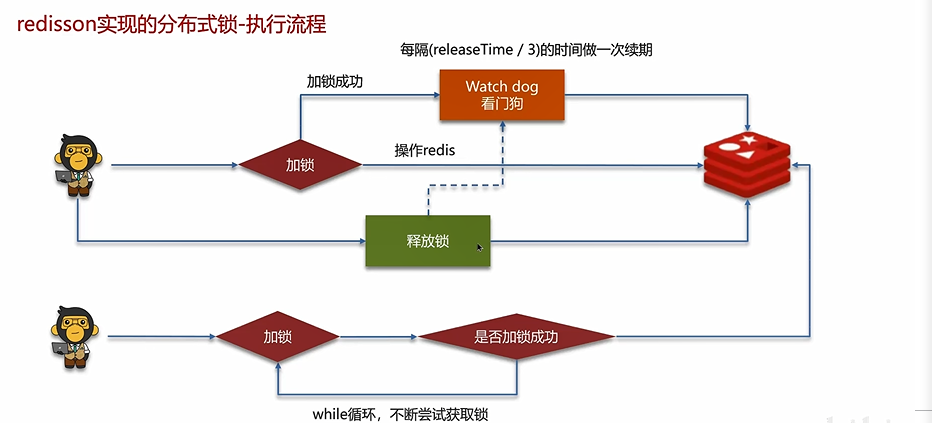 redisson实现的分布式锁-执行流程
每隔(releaseTime / 3)的时间做一次续期
加锁成功
Watch dog
看门狗
加锁
操作redis
释放锁
加锁
是否加锁成功
while循环，不断尝试获取锁